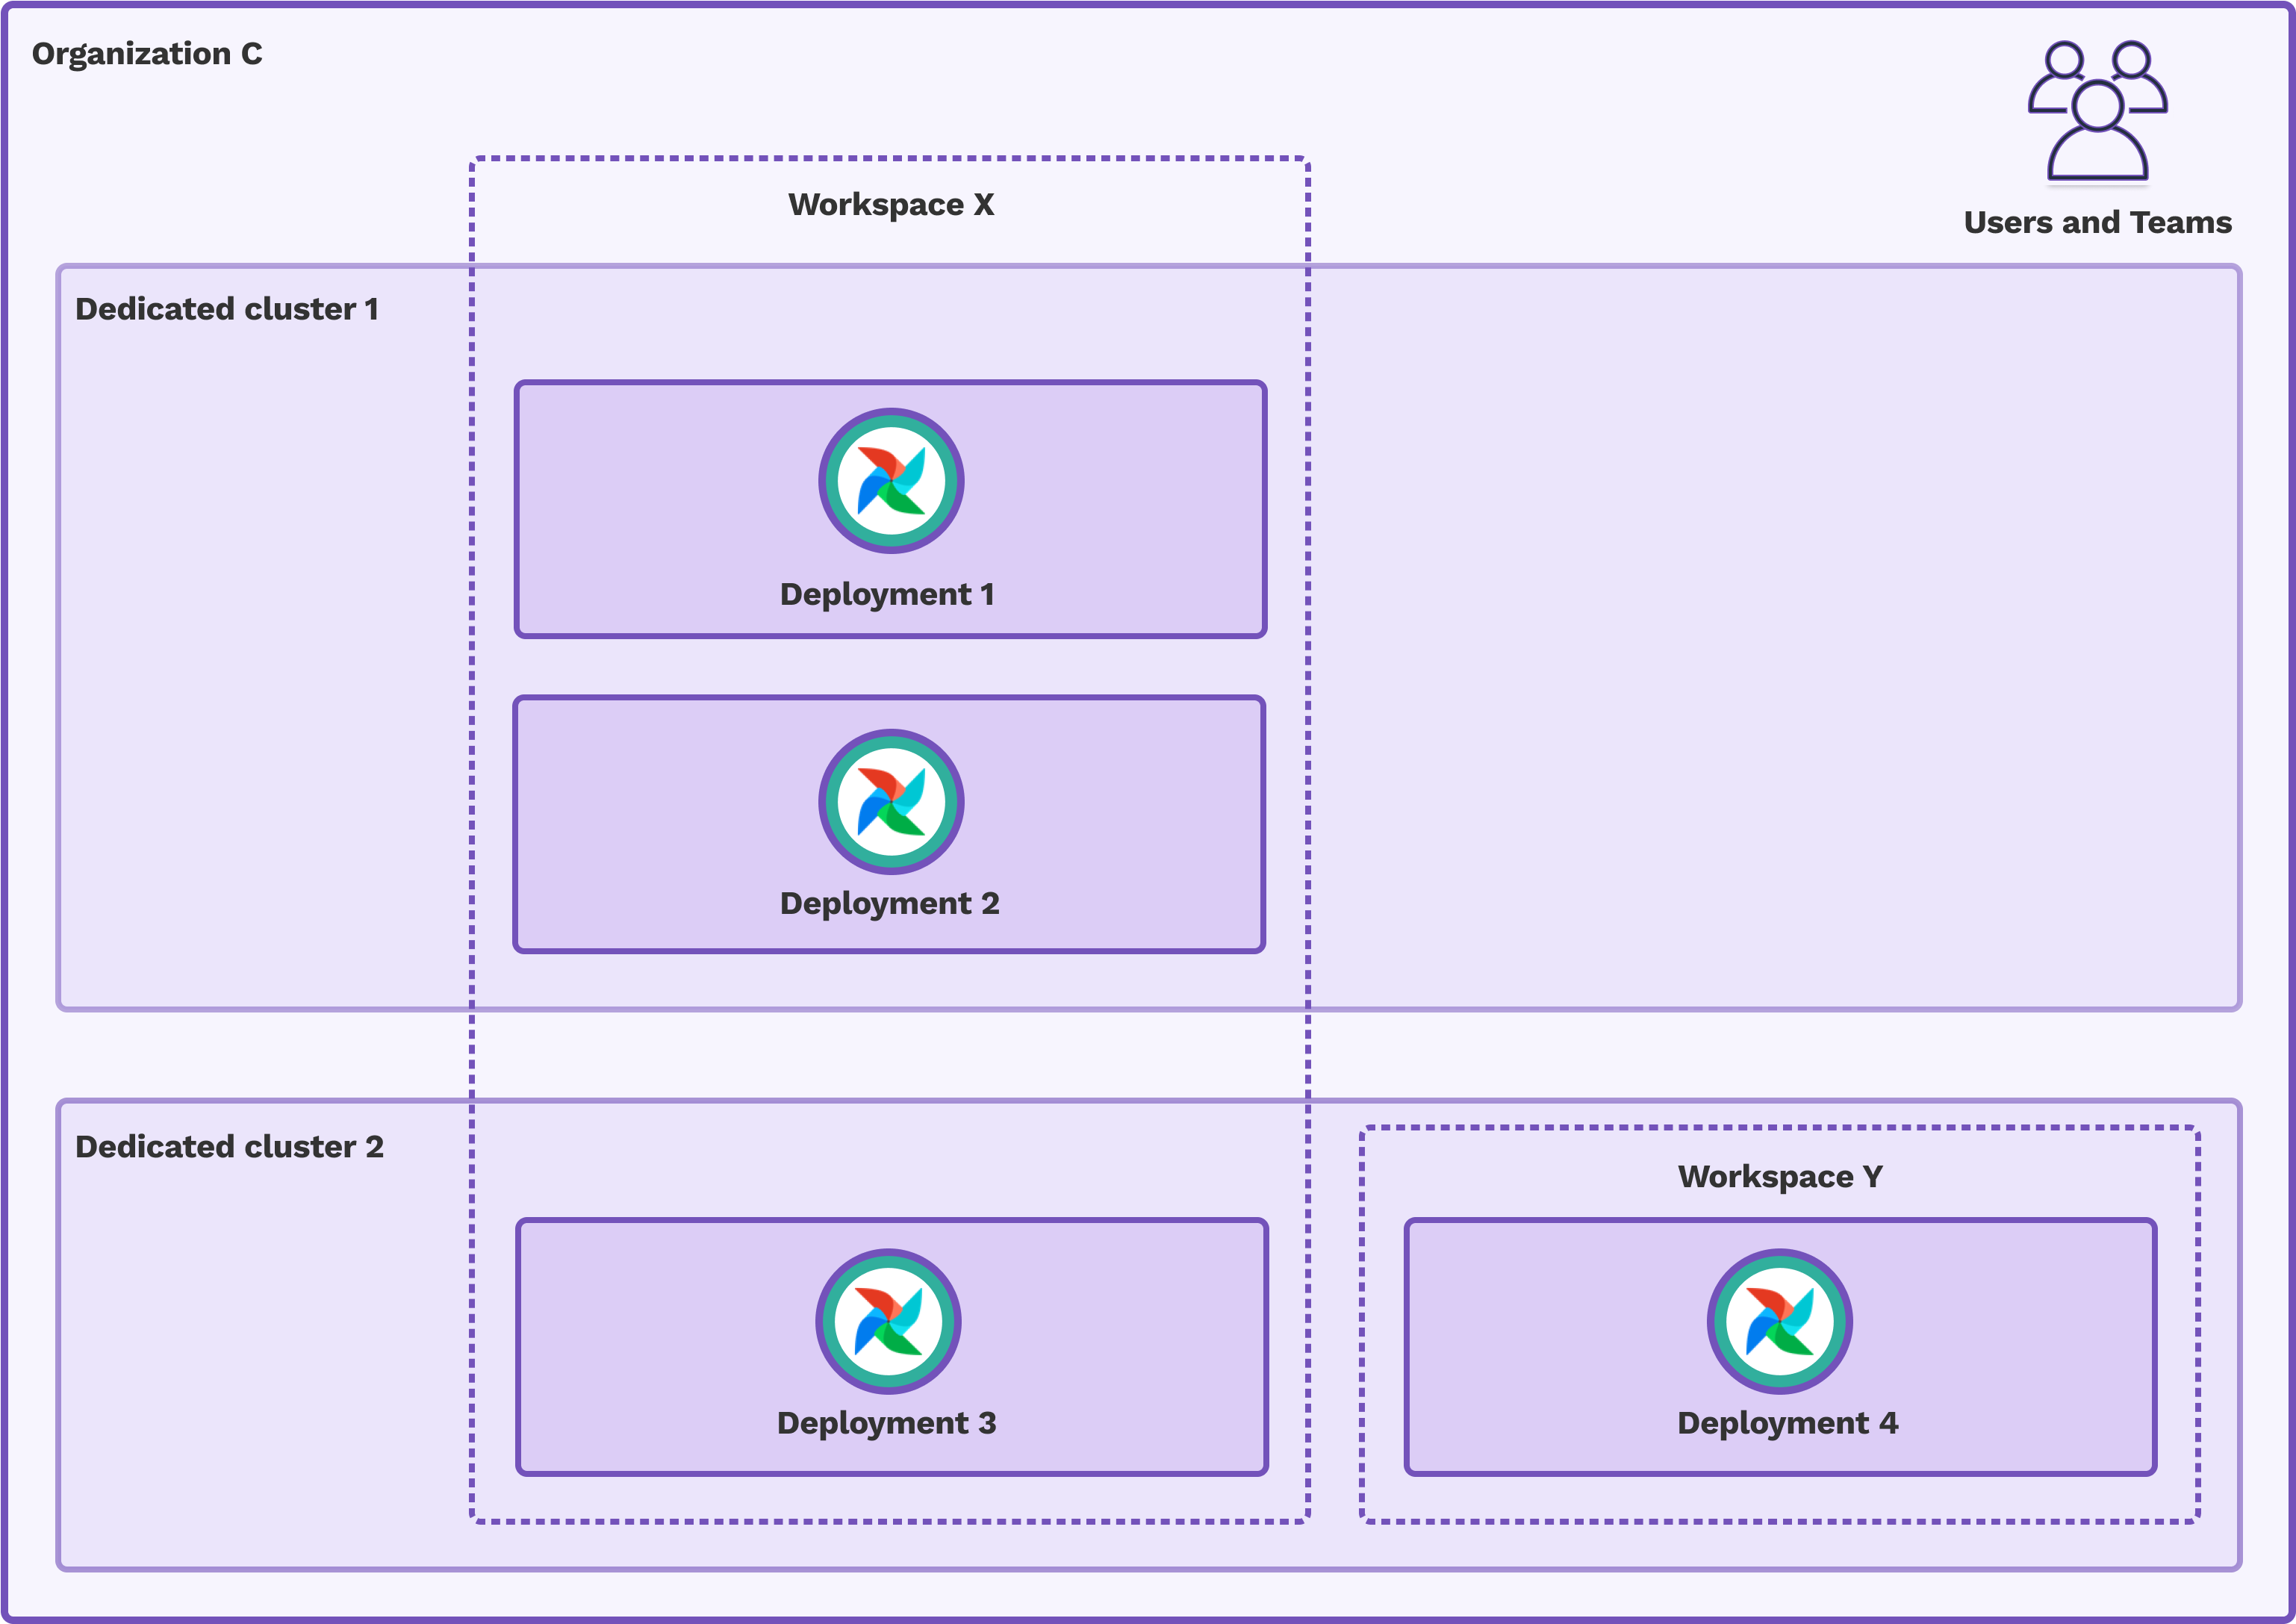 Organization C
Users and Teams
Workspace X
Dedicated cluster 1
Deployment 1
Deployment 2
Dedicated cluster 2
Workspace Y
Deployment 3
Deployment 4